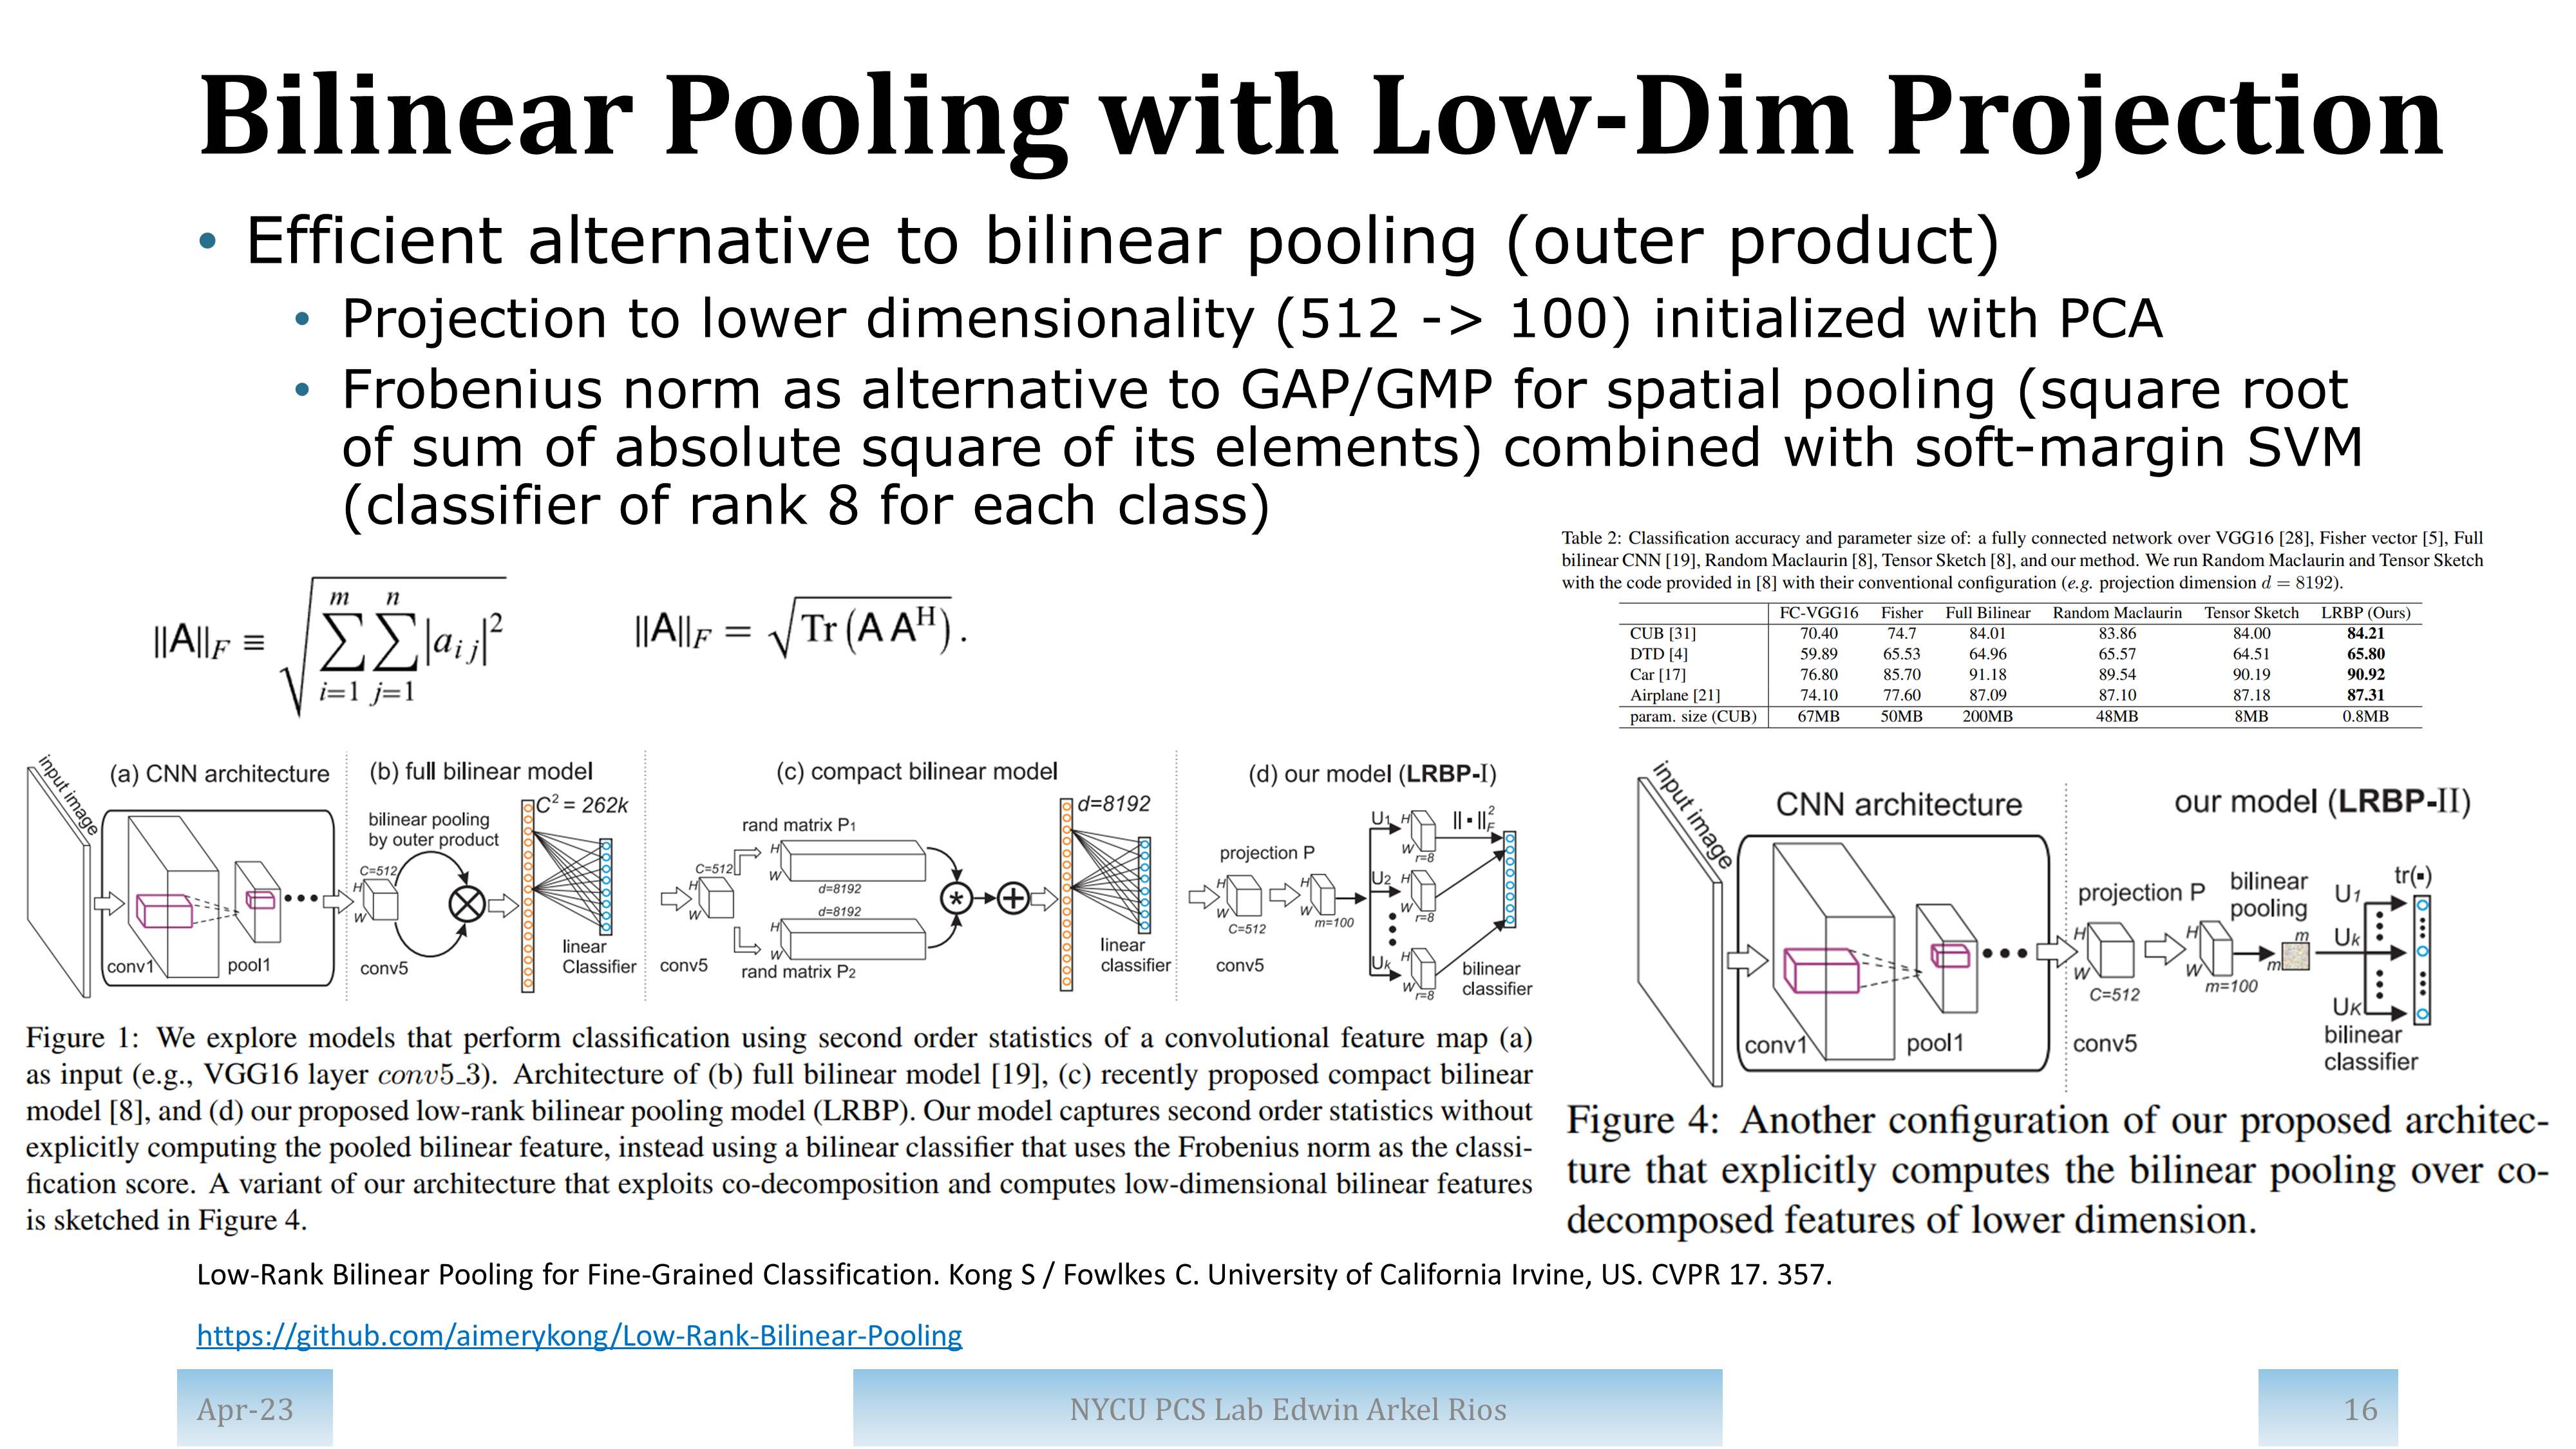 Bilinear Pooling with Low-Dim Projection
• Efficient alternative to bilinear pooling (outer product)
• Projection to lower dimensionality (512 -> 100) initialized with PCA
• Frobenius norm as alternative to GAP/GMP for spatial pooling (square root
of sum of absolute square of its elements) combined with soft-margin SVM
(classifier of rank 8 for each class)
||A||_F ≡ √(∑_{i=1}^{m} ∑_{j=1}^{n} |a_{ij}|²)
||A||_F = √(Tr (A A^H)) .
Table 2: Classification accuracy and parameter size of: a fully connected network over VGG16 [28], Fisher vector [5], Full
bilinear CNN [19], Random Maclaurin [8], Tensor Sketch [8], and our method. We run Random Maclaurin and Tensor Sketch
with the code provided in [8] with their conventional configuration (e.g. projection dimension d = 8192).
FC-VGG16 Fisher Full Bilinear Random Maclaurin Tensor Sketch LRBP (Ours)
CUB [31] 70.40 74.7 84.01 83.86 84.00 84.21
DTD [4] 59.89 65.53 64.96 65.57 64.51 65.80
Car [17] 76.80 85.70 91.18 89.54 90.19 90.92
Airplane [21] 74.10 77.60 87.09 87.10 87.18 87.31
param. size (CUB) 67MB 50MB 200MB 48MB 8MB 0.8MB
input image
(a) CNN architecture
conv1
pool1
(b) full bilinear model
bilinear pooling
by outer product
C=512
H
W
conv5
C² = 262k
linear
Classifier
(c) compact bilinear model
C=512
H
W
conv5
rand matrix P1
H
W
d=8192
d=8192
H
W
rand matrix P2
*
d=8192
linear
classifier
(d) our model (LRBP-I)
projection P
H
W
C=512
conv5
H
W
m=100
U1
H
W
r=8
U2
H
W
r=8
Uk
H
W
r=8
||▪||²_F
bilinear
classifier
Figure 1: We explore models that perform classification using second order statistics of a convolutional feature map (a)
as input (e.g., VGG16 layer conv5_3). Architecture of (b) full bilinear model [19], (c) recently proposed compact bilinear
model [8], and (d) our proposed low-rank bilinear pooling model (LRBP). Our model captures second order statistics without
explicitly computing the pooled bilinear feature, instead using a bilinear classifier that uses the Frobenius norm as the classi-
fication score. A variant of our architecture that exploits co-decomposition and computes low-dimensional bilinear features
is sketched in Figure 4.
input image
CNN architecture
conv1
pool1
our model (LRBP-II)
projection P
H
W
C=512
conv5
H
W
m=100
bilinear
pooling
m
m
U1
Uk
UK
tr(▪)
bilinear
classifier
Figure 4: Another configuration of our proposed architec-
ture that explicitly computes the bilinear pooling over co-
decomposed features of lower dimension.
Low-Rank Bilinear Pooling for Fine-Grained Classification. Kong S / Fowlkes C. University of California Irvine, US. CVPR 17. 357.
https://github.com/aimerykong/Low-Rank-Bilinear-Pooling
Apr-23
NYCU PCS Lab Edwin Arkel Rios
16